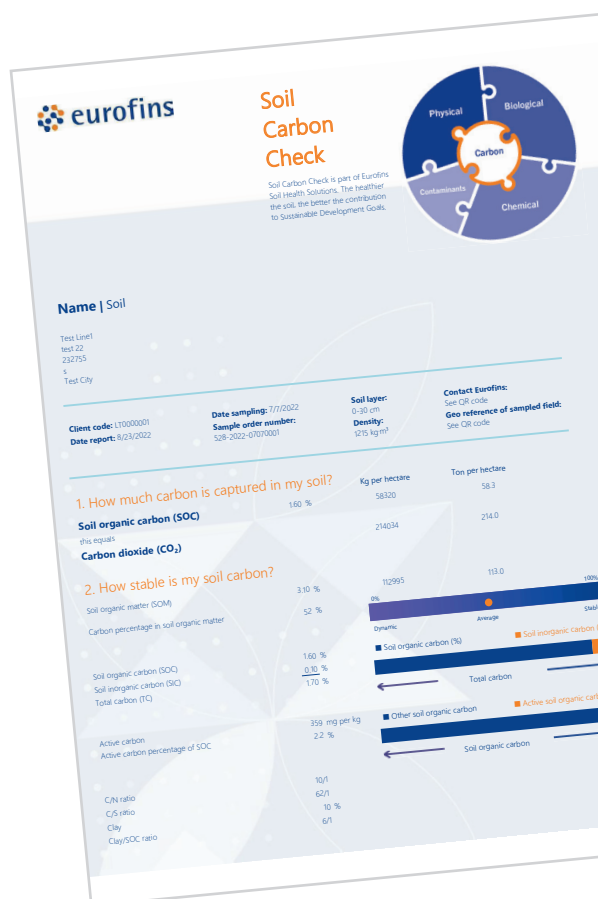 eurofins
Soil
Carbon
Check
Soil Carbon Check is part of Eurofins
Soil Health Solutions. The healthier
the soil, the better the contribution
to Sustainable Development Goals.
Physical
Biological
Carbon
Contaminants
Chemical
Name | Soil
Test Line1
test 22
232755
s
Test City
Client code: LT0000001
Date report: 8/23/2022
Date sampling: 7/7/2022
Sample order number:
528-2022-07070001
Soil layer:
0-30 cm
Density:
1215 kg m³
Contact Eurofins:
See QR code
Geo reference of sampled field:
See QR code
1. How much carbon is captured in my soil?
Kg per hectare Ton per hectare
Soil organic carbon (SOC) 1.60 % 58320 58.3
this equals
Carbon dioxide (CO₂) 214034 214.0
2. How stable is my soil carbon?
Soil organic matter (SOM) 3.10 % 112995 113.0
Carbon percentage in soil organic matter 52 %
0% 100%
Dynamic Average Stable
Soil organic carbon (%) Soil inorganic carbon
Soil organic carbon (SOC) 1.60 %
Soil inorganic carbon (SIC) 0.10 %
Total carbon (TC) 1.70 %
Total carbon
Other soil organic carbon Active soil organic
Active carbon 359 mg per kg
Active carbon percentage of SOC 2.2 %
Soil organic carbon
C/N ratio 10/1
C/S ratio 62/1
Clay 10 %
Clay/SOC ratio 6/1